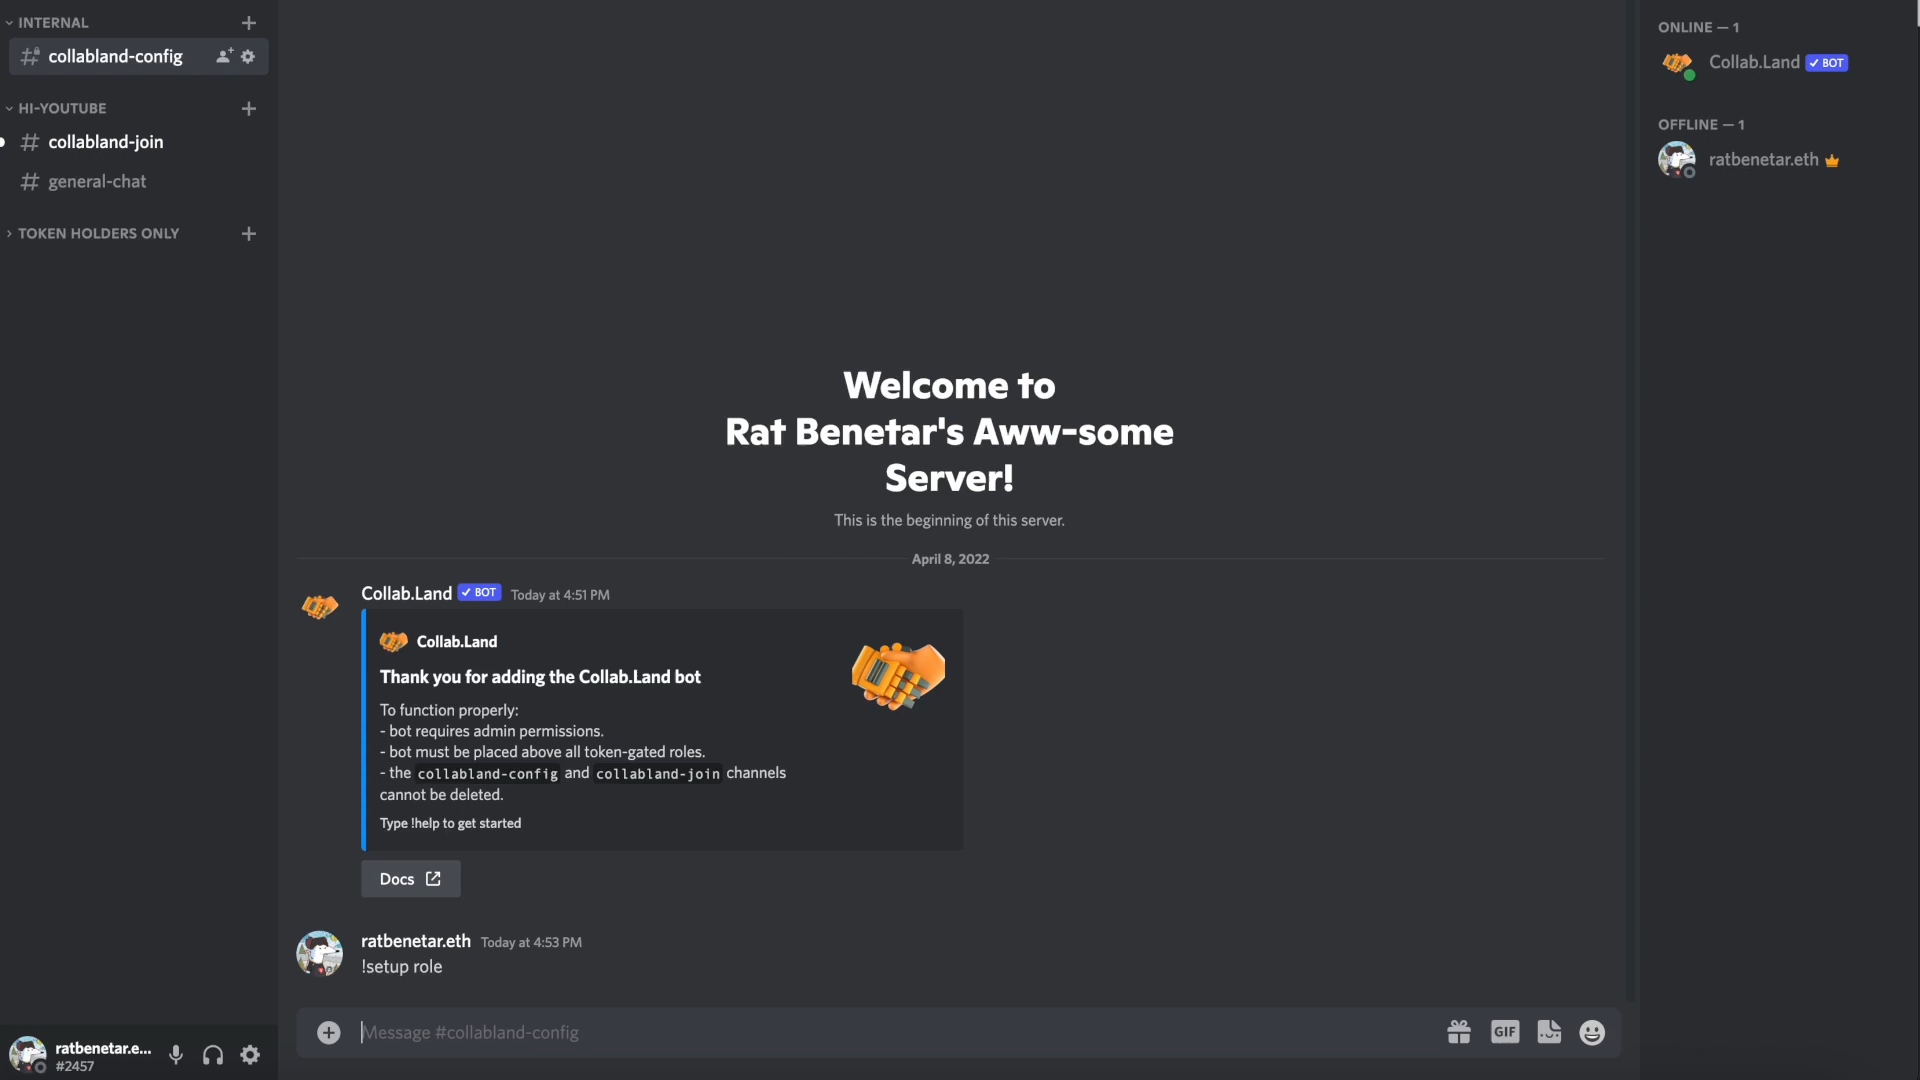 INTERNAL
collabland-config
HI-YOUTUBE
collabland-join
general-chat
TOKEN HOLDERS ONLY
Welcome to
Rat Benetar's Aww-some
Server!
This is the beginning of this server.
April 8, 2022
Collab.Land BOT Today at 4:51 PM
Collab.Land
Thank you for adding the Collab.Land bot
To function properly:
- bot requires admin permissions.
- bot must be placed above all token-gated roles.
- the collabland-config and collabland-join channels
cannot be deleted.
Type !help to get started
Docs
ratbenetar.eth Today at 4:53 PM
!setup role
Message #collabland-config
GIF
ratbenetar.e...
#2457
ONLINE — 1
Collab.Land BOT
OFFLINE — 1
ratbenetar.eth